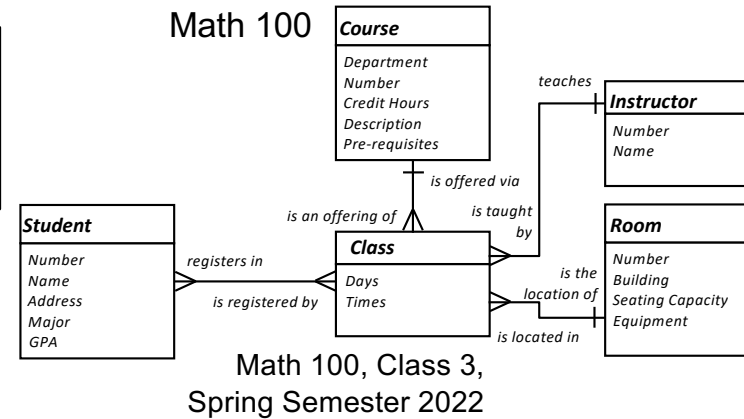 Math 100
Course
Department
Number
Credit Hours
Description
Pre-requisites
teaches
Instructor
Number
Name
is offered via
is an offering of
is taught
by
Student
Number
Name
Address
Major
GPA
registers in
is registered by
Class
Days
Times
is the
location of
is located in
Room
Number
Building
Seating Capacity
Equipment
Math 100, Class 3,
Spring Semester 2022